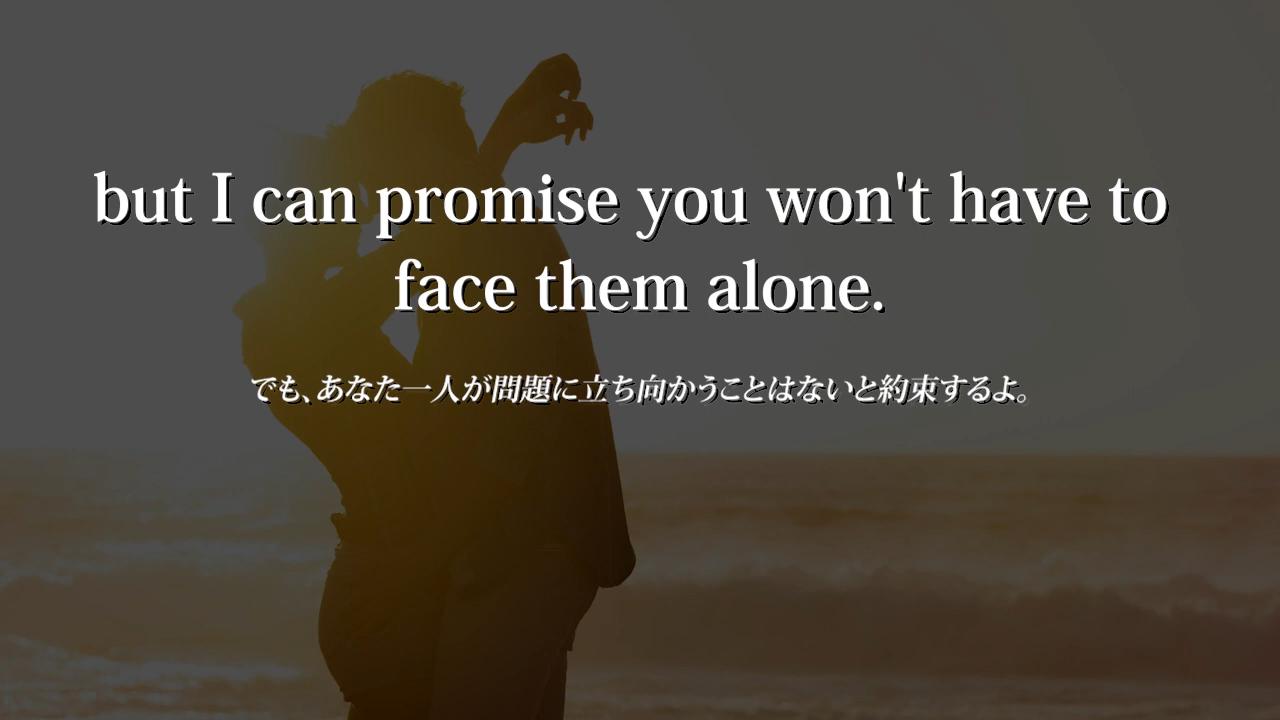 but I can promise you won't have to
face them alone.
でも、あなた一人が問題に立ち向かうことはないと約束するよ。